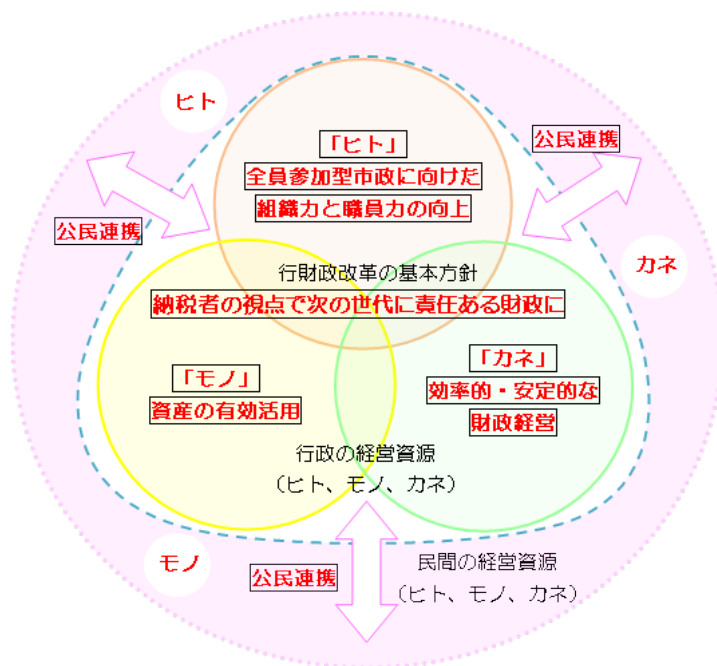 ヒト
「ヒト」
全員参加型市政に向けた
組織力と職員力の向上
公民連携
公民連携
カネ
行財政改革の基本方針
納税者の視点で次の世代に責任ある財政に
「モノ」
資産の有効活用
「カネ」
効率的・安定的な
財政経営
行政の経営資源
（ヒト、モノ、カネ）
モノ
公民連携
民間の経営資源
（ヒト、モノ、カネ）